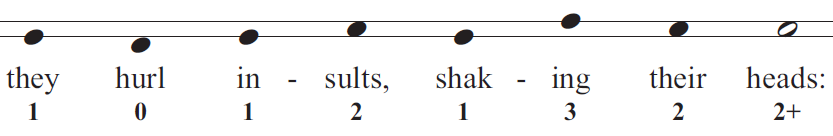 they hurl in - sults, shak - ing their heads:
1 0 1 2 1 3 2 2+